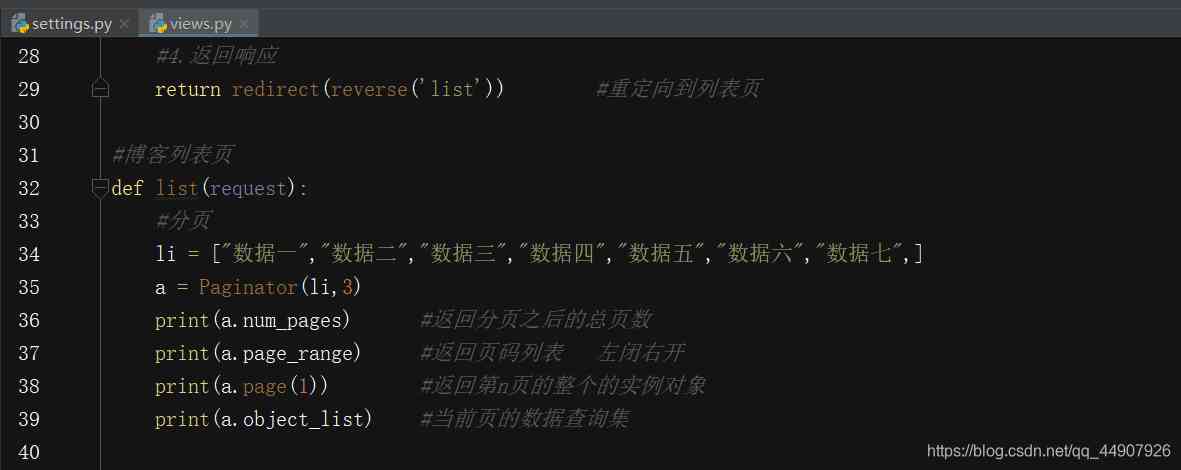 settings.py × views.py ×
28 #4.返回响应
29 return redirect(reverse('list')) #重定向到列表页
30
31 #博客列表页
32 def list(request):
33 #分页
34 li = ["数据一","数据二","数据三","数据四","数据五","数据六","数据七",]
35 a = Paginator(li,3)
36 print(a.num_pages) #返回分页之后的总页数
37 print(a.page_range) #返回页码列表 左闭右开
38 print(a.page(1)) #返回第n页的整个的实例对象
39 print(a.object_list) #当前页的数据查询集
40
https://blog.csdn.net/qq_44907926